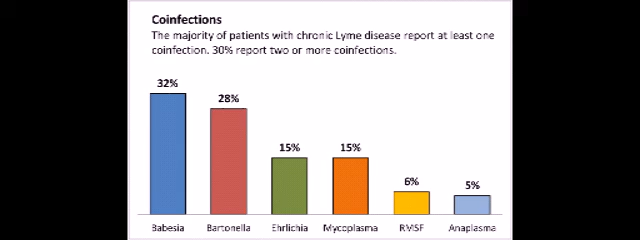 Coinfections
The majority of patients with chronic Lyme disease report at least one
coinfection. 30% report two or more coinfections.
32%
28%
15%
15%
6%
5%
Babesia
Bartonella
Ehrlichia
Mycoplasma
RMSF
Anaplasma